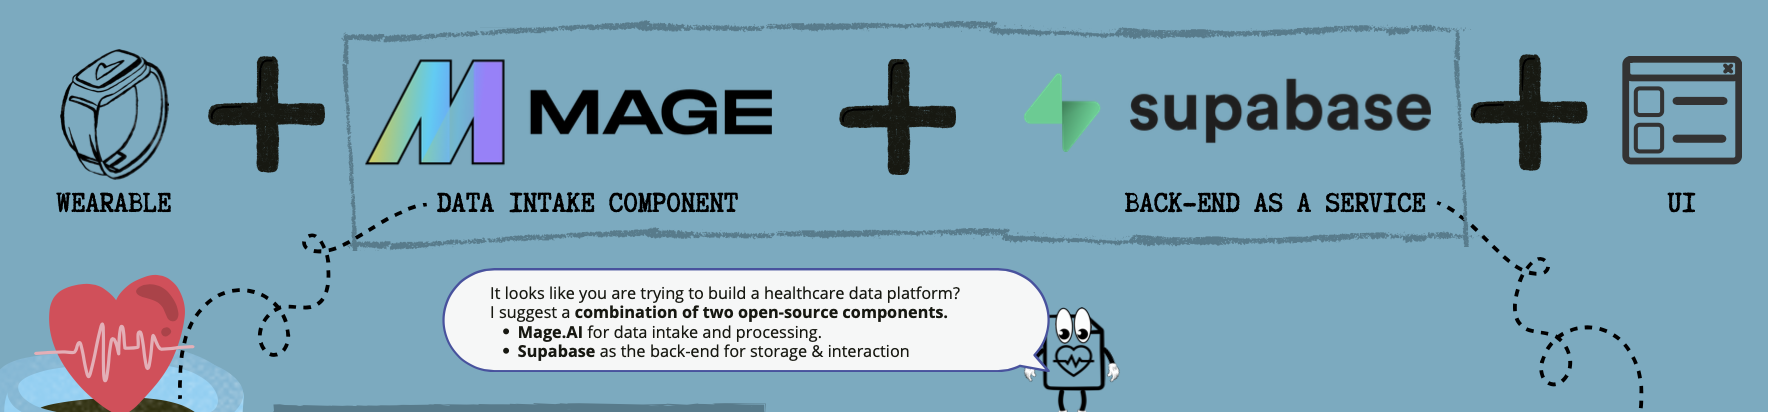 MAGE
supabase
WEARABLE
DATA INTAKE COMPONENT
BACK-END AS A SERVICE
UI
It looks like you are trying to build a healthcare data platform?
I suggest a combination of two open-source components.
• Mage.AI for data intake and processing.
• Supabase as the back-end for storage & interaction